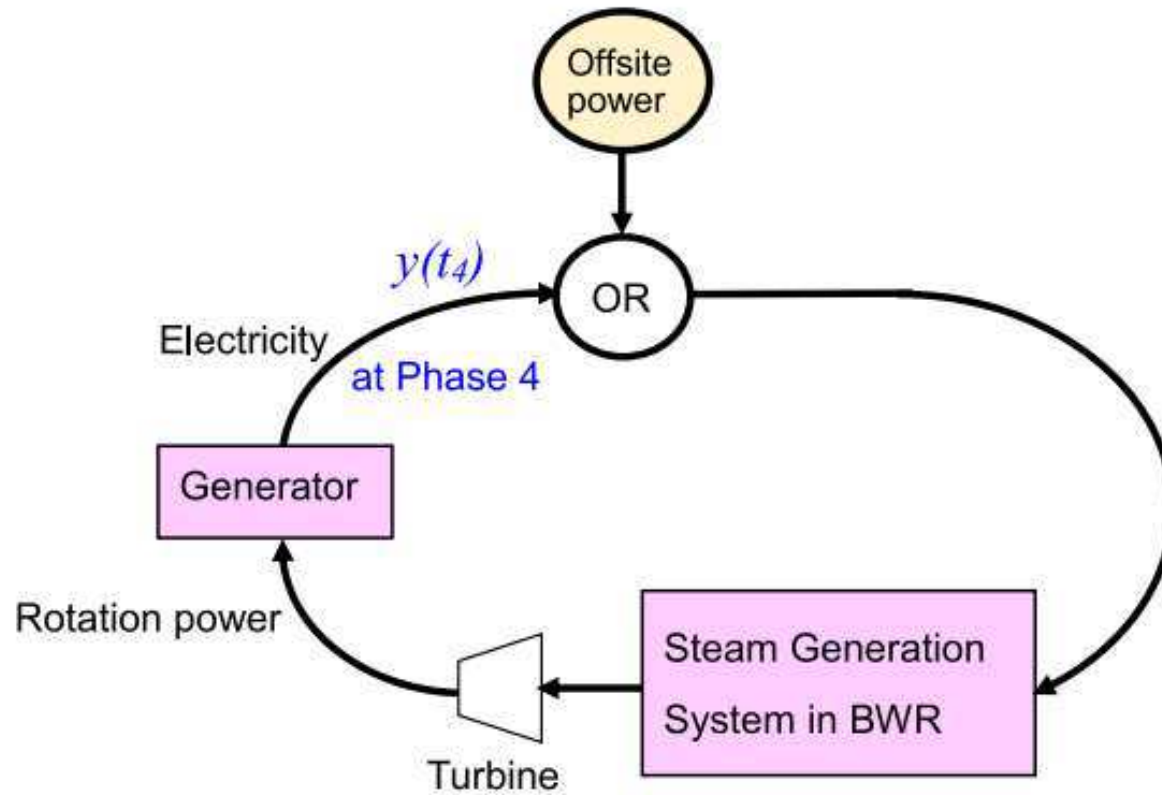 Offsite
power
y(t₄)
OR
Electricity
at Phase 4
Generator
Rotation power
Steam Generation
System in BWR
Turbine